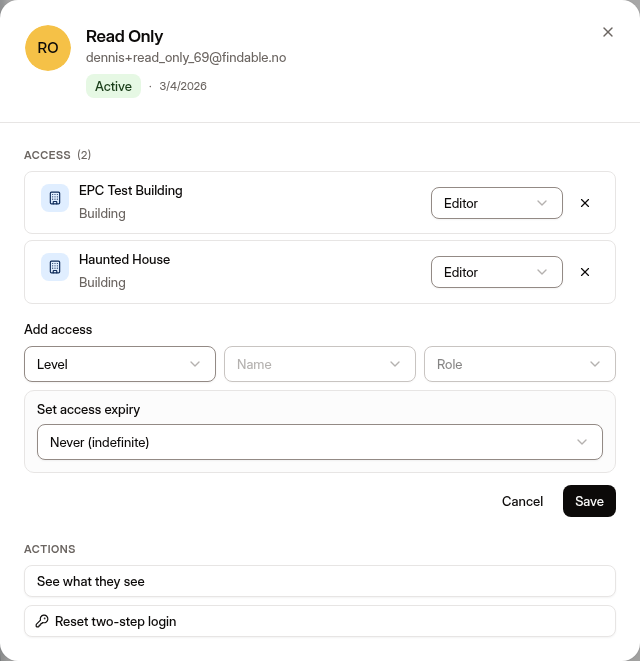 RO
Read Only
dennis+read_only_69@findable.no
Active · 3/4/2026
ACCESS (2)
EPC Test Building
Building
Editor
Haunted House
Building
Editor
Add access
Level Name Role
Set access expiry
Never (indefinite)
Cancel Save
ACTIONS
See what they see
Reset two-step login